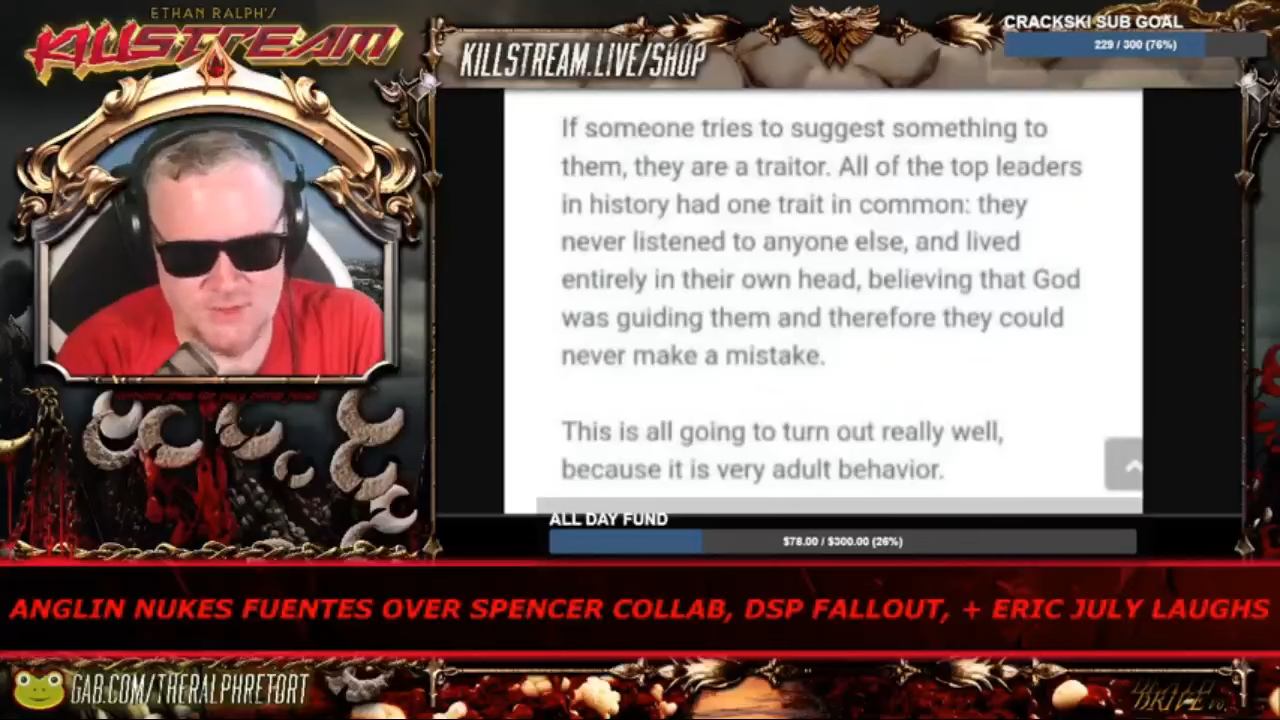 ETHAN RALPH'S
KILLSTREAM
KILLSTREAM.LIVE/SHOP
CRACKSKI SUB GOAL
229 / 300 (76%)
If someone tries to suggest something to
them, they are a traitor. All of the top leaders
in history had one trait in common: they
never listened to anyone else, and lived
entirely in their own head, believing that God
was guiding them and therefore they could
never make a mistake.
This is all going to turn out really well,
because it is very adult behavior.
ALL DAY FUND
$78.00 / $300.00 (26%)
ANGLIN NUKES FUENTES OVER SPENCER COLLAB, DSP FALLOUT, + ERIC JULY LAUGHS
GAB.COM/THERALPHRETORT